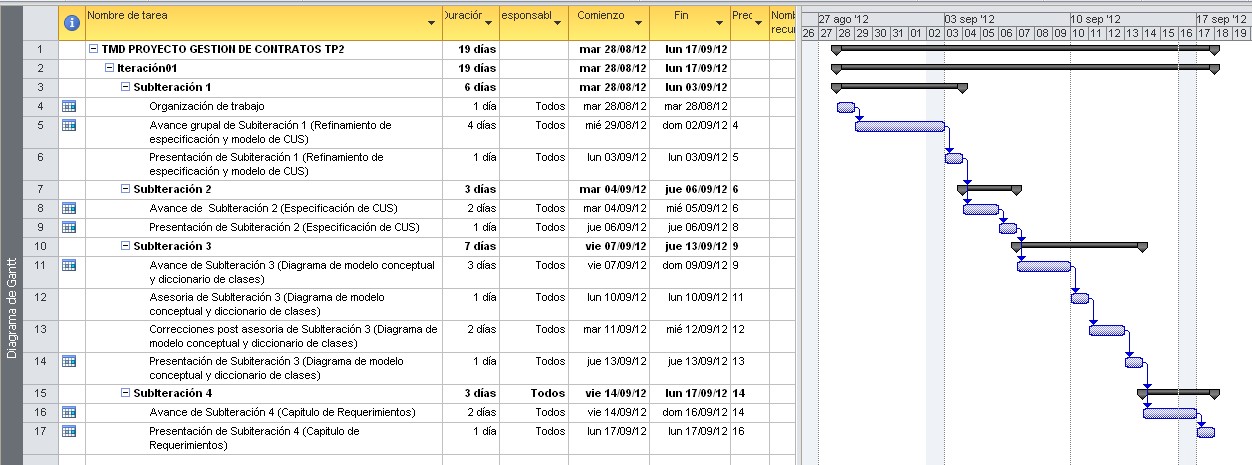 Nombre de tarea Duración Responsabl Comienzo Fin Prec Nomb recur
27 ago '12 03 sep '12 10 sep '12 17 sep '12
26 27 28 29 30 31 01 02 03 04 05 06 07 08 09 10 11 12 13 14 15 16 17 18 19
1 TMD PROYECTO GESTION DE CONTRATOS TP2 19 días mar 28/08/12 lun 17/09/12
2 Iteración01 19 días mar 28/08/12 lun 17/09/12
3 SubIteración 1 6 días mar 28/08/12 lun 03/09/12
4 Organización de trabajo 1 día Todos mar 28/08/12 mar 28/08/12
5 Avance grupal de SubIteración 1 (Refinamiento de 4 días Todos mié 29/08/12 dom 02/09/12 4
especificación y modelo de CUS)
6 Presentación de Subiteración 1 (Refinamiento de 1 día Todos lun 03/09/12 lun 03/09/12 5
especificación y modelo de CUS)
7 SubIteración 2 3 días mar 04/09/12 jue 06/09/12 6
8 Avance de SubIteración 2 (Especificación de CUS) 2 días Todos mar 04/09/12 mié 05/09/12 6
9 Presentación de Subiteración 2 (Especificación de CUS) 1 día Todos jue 06/09/12 jue 06/09/12 8
10 SubIteración 3 7 días vie 07/09/12 jue 13/09/12 9
11 Avance de SubIteración 3 (Diagrama de modelo conceptual 3 días Todos vie 07/09/12 dom 09/09/12 9
y diccionario de clases)
12 Asesoria de SubIteración 3 (Diagrama de modelo 1 día Todos lun 10/09/12 lun 10/09/12 11
conceptual y diccionario de clases)
13 Correcciones post asesoria de SubIteración 3 (Diagrama de 2 días Todos mar 11/09/12 mié 12/09/12 12
modelo conceptual y diccionario de clases)
14 Presentación de Subiteración 3 (Diagrama de modelo 1 día Todos jue 13/09/12 jue 13/09/12 13
conceptual y diccionario de clases)
15 SubIteración 4 3 días Todos vie 14/09/12 lun 17/09/12 14
16 Avance de SubIteración 4 (Capitulo de Requerimientos) 2 días Todos vie 14/09/12 dom 16/09/12 14
17 Presentación de Subiteración 4 (Capitulo de 1 día Todos lun 17/09/12 lun 17/09/12 16
Requerimientos)
Diagrama de Gantt